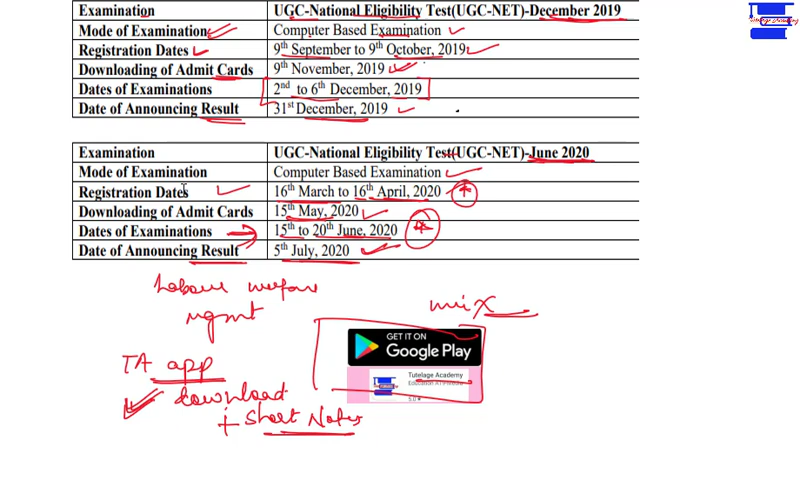 Examination UGC-National Eligibility Test(UGC-NET)-December 2019
Mode of Examination Computer Based Examination
Registration Dates 9th September to 9th October, 2019
Downloading of Admit Cards 9th November, 2019
Dates of Examinations 2nd to 6th December, 2019
Date of Announcing Result 31st December, 2019
Examination UGC-National Eligibility Test(UGC-NET)-June 2020
Mode of Examination Computer Based Examination
Registration Dates 16th March to 16th April, 2020
Downloading of Admit Cards 15th May, 2020
Dates of Examinations 15th to 20th June, 2020
Date of Announcing Result 5th July, 2020
Labour welfare
mgmt
mix
GET IT ON
Google Play
Tutelage Academy
Education
5.0★
TA app
download
+ Short Notes
Tutelage Academy